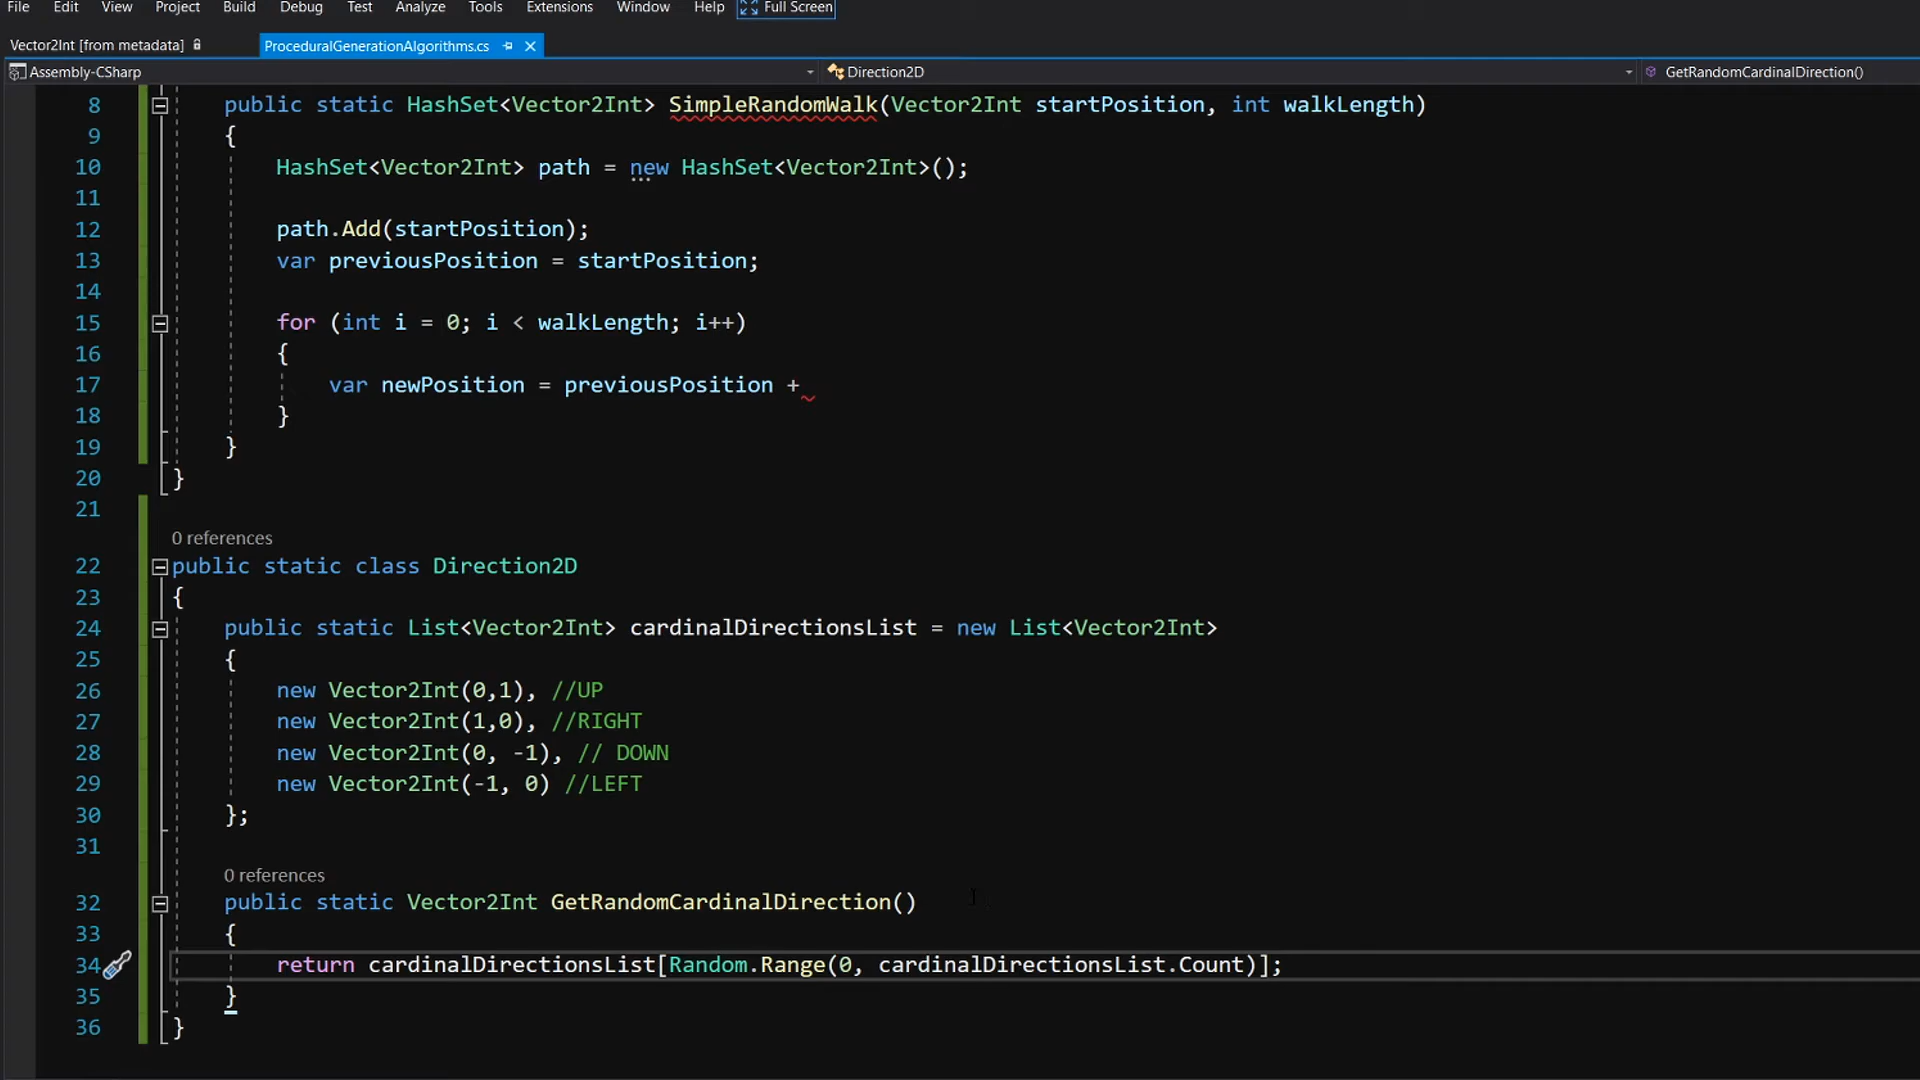 File Edit View Project Build Debug Test Analyze Tools Extensions Window Help Full Screen
Vector2Int [from metadata] ProceduralGenerationAlgorithms.cs
Assembly-CSharp Direction2D GetRandomCardinalDirection()
8 public static HashSet<Vector2Int> SimpleRandomWalk(Vector2Int startPosition, int walkLength)
9 {
10 HashSet<Vector2Int> path = new HashSet<Vector2Int>();
11
12 path.Add(startPosition);
13 var previousPosition = startPosition;
14
15 for (int i = 0; i < walkLength; i++)
16 {
17 var newPosition = previousPosition +
18 }
19 }
20 }
21
0 references
22 public static class Direction2D
23 {
24 public static List<Vector2Int> cardinalDirectionsList = new List<Vector2Int>
25 {
26 new Vector2Int(0,1), //UP
27 new Vector2Int(1,0), //RIGHT
28 new Vector2Int(0, -1), // DOWN
29 new Vector2Int(-1, 0) //LEFT
30 };
31
0 references
32 public static Vector2Int GetRandomCardinalDirection()
33 {
34 return cardinalDirectionsList[Random.Range(0, cardinalDirectionsList.Count)];
35 }
36 }